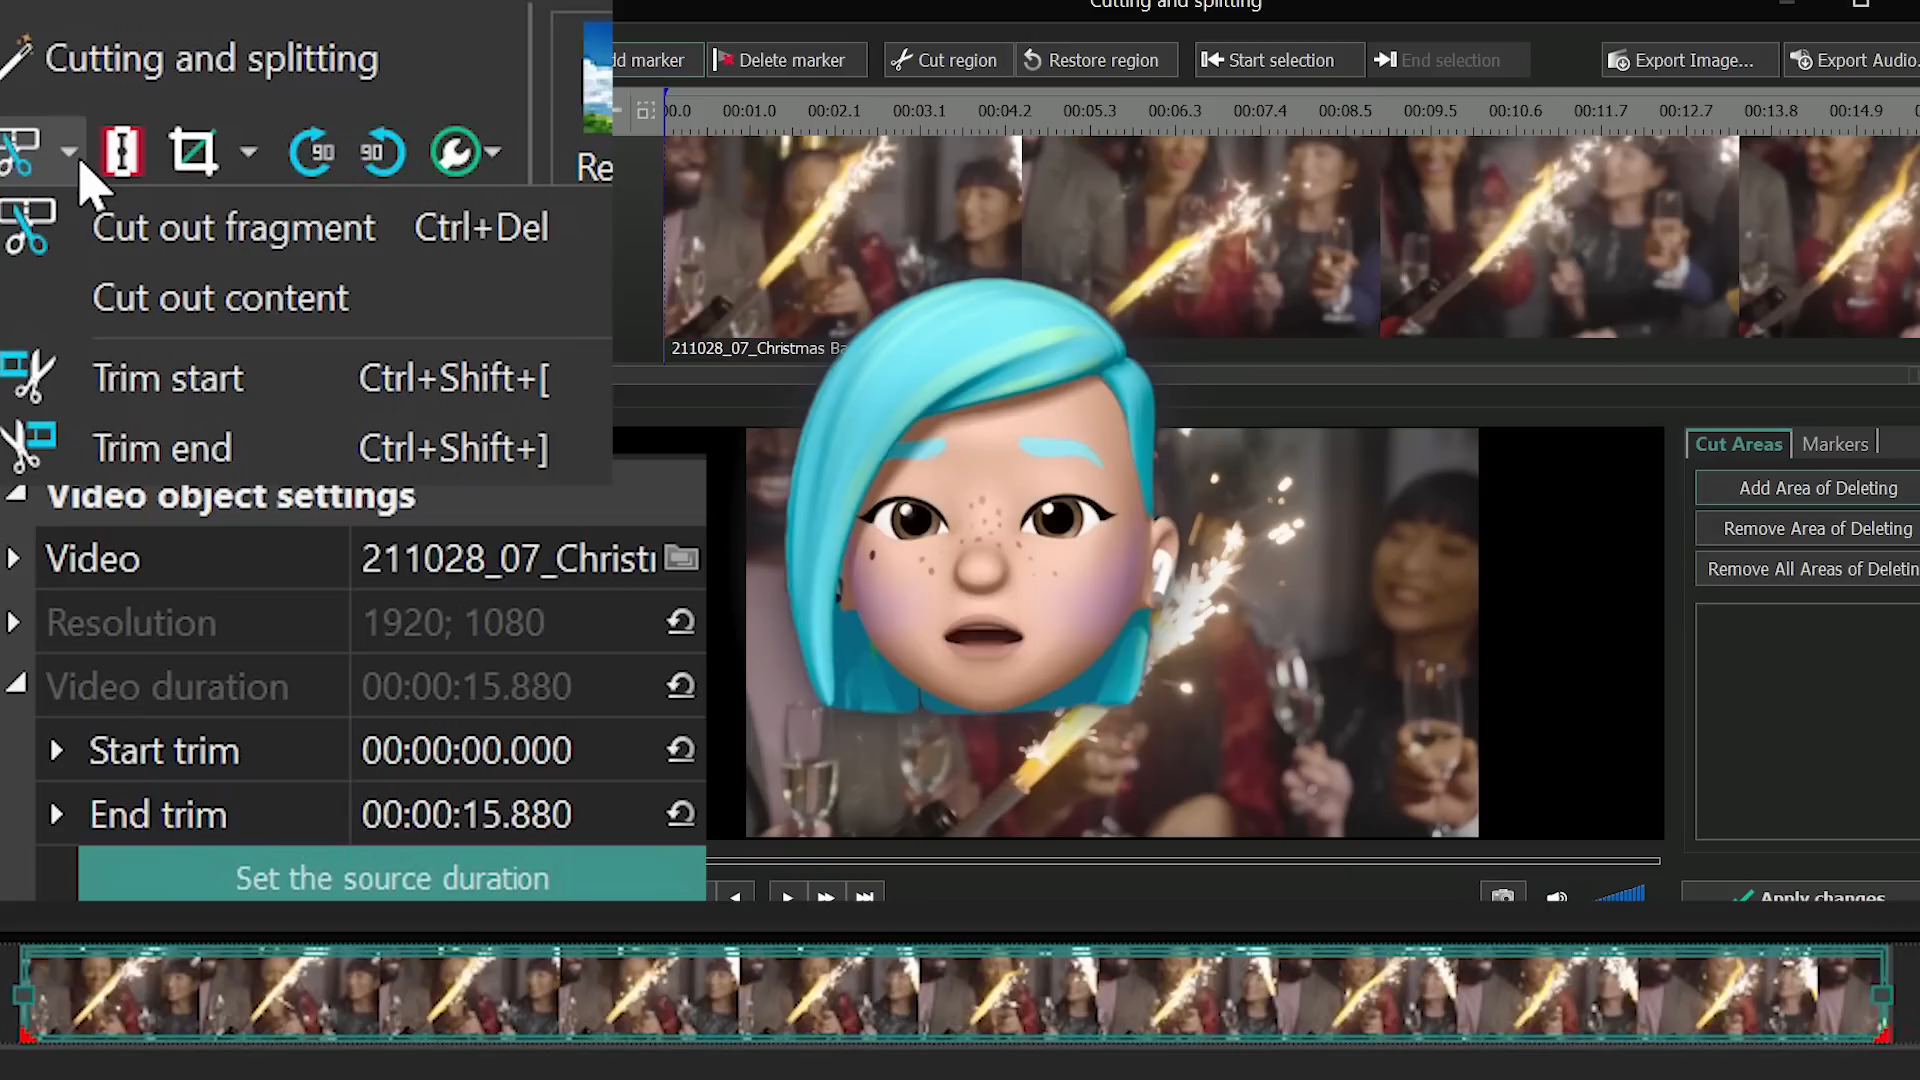 Cutting and splitting
Cutting and splitting
Delete marker
Cut region
Restore region
Start selection
End selection
Export Image...
Export Audio
marker
00:01.0 00:02.1 00:03.1 00:04.2 00:05.3 00:06.3 00:07.4 00:08.5 00:09.5 00:10.6 00:11.7 00:12.7 00:13.8 00:14.9
90
90
Re
Cut out fragment Ctrl+Del
Cut out content
Trim start Ctrl+Shift+[
Trim end Ctrl+Shift+]
211028_07_Christmas Ba
Cut Areas
Markers
Add Area of Deleting
Remove Area of Deleting
Remove All Areas of Deletin
Video object settings
Video 211028_07_Christ
Resolution 1920; 1080
Video duration 00:00:15.880
Start trim 00:00:00.000
End trim 00:00:15.880
Set the source duration
Apply changes